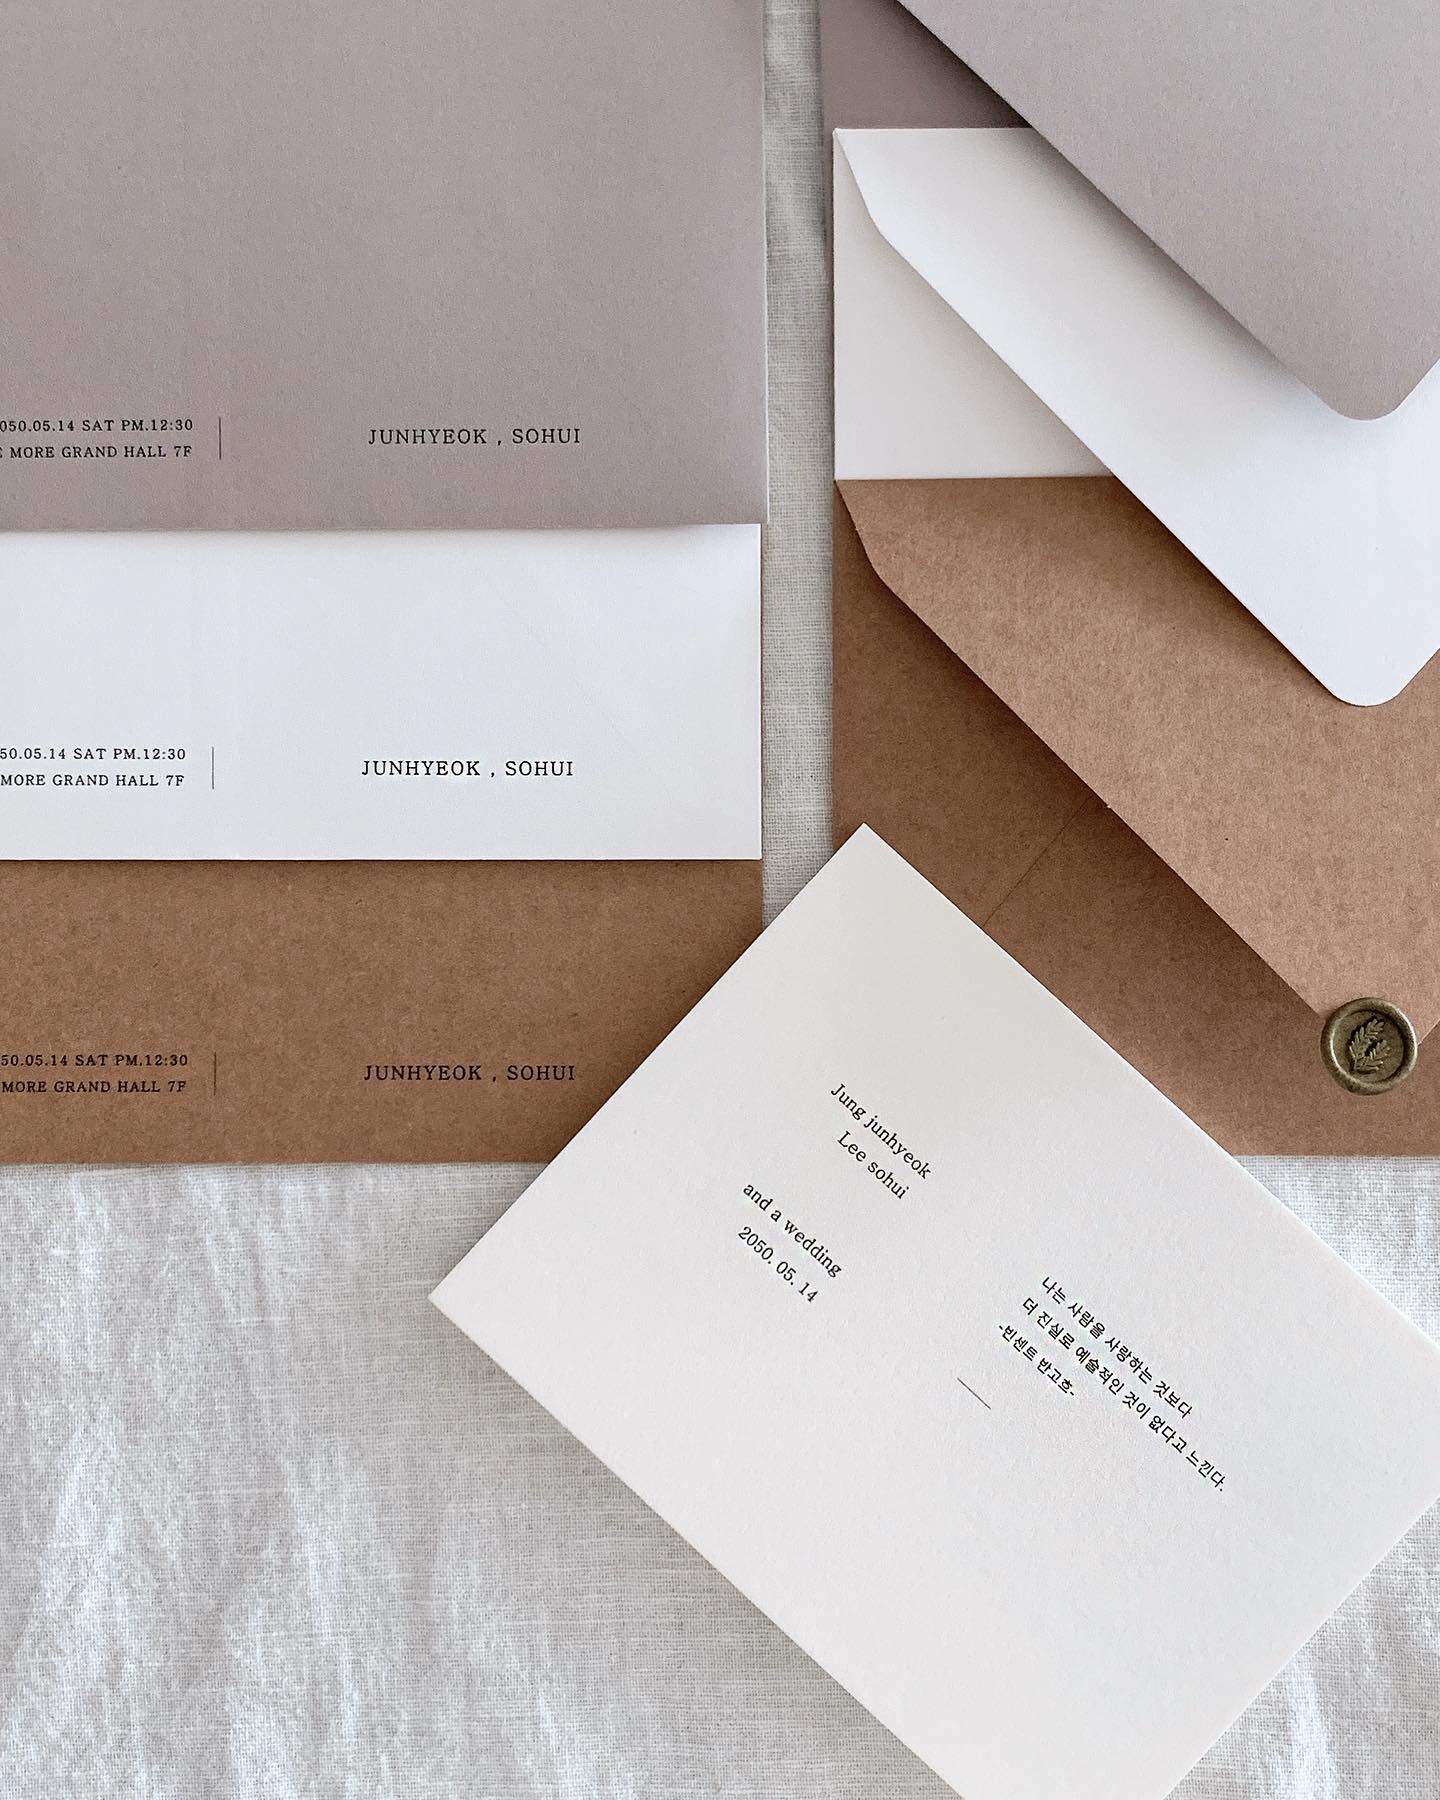 050.05.14 SAT PM.12:30
MORE GRAND HALL 7F
JUNHYEOK , SOHUI
50.05.14 SAT PM.12:30
MORE GRAND HALL 7F
JUNHYEOK , SOHUI
50.05.14 SAT PM.12:30
MORE GRAND HALL 7F
JUNHYEOK , SOHUI
Jung junhyeok
Lee sohui
and a wedding
2050. 05. 14
나는 사람을 사랑하는 것보다
더 진실로 예술적인 것이 없다고 느낀다.
-빈센트 반고흐-